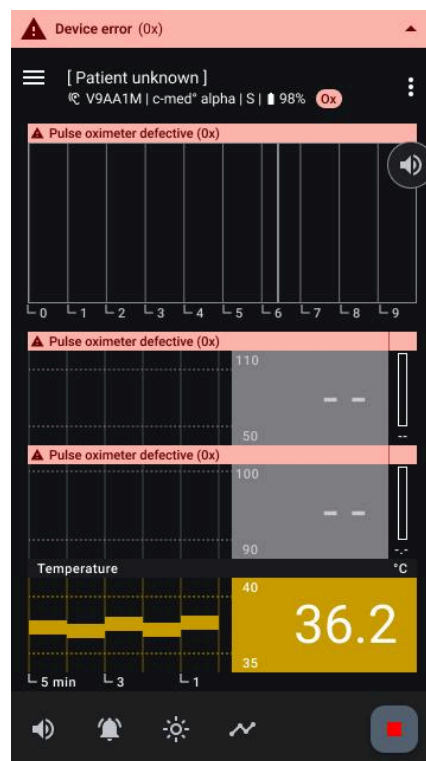 Device error (0x)
[ Patient unknown ]
V9AA1M | c-med° alpha | S | 98% Ox
Pulse oximeter defective (0x)
0 1 2 3 4 5 6 7 8 9
Pulse oximeter defective (0x)
110
-- 
50 --
Pulse oximeter defective (0x)
100
--
90 -.-
Temperature °C
40
36.2
35
5 min 3 1